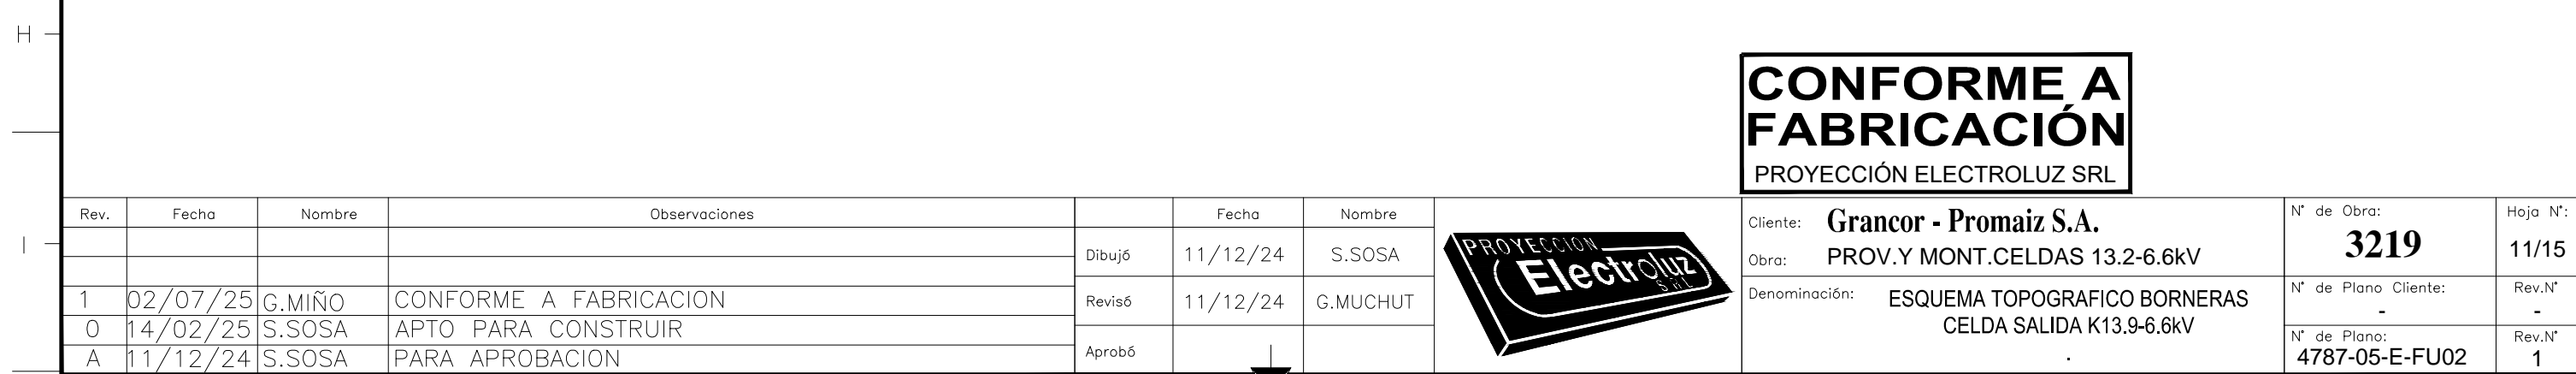 H
CONFORME A
FABRICACIÓN
PROYECCIÓN ELECTROLUZ SRL
I
Rev. Fecha Nombre Observaciones
1 02/07/25 G.MIÑO CONFORME A FABRICACION
0 14/02/25 S.SOSA APTO PARA CONSTRUIR
A 11/12/24 S.SOSA PARA APROBACION
Fecha Nombre
Dibujó 11/12/24 S.SOSA
Revisó 11/12/24 G.MUCHUT
Aprobó
PROYECCION
Electroluz
SRL
Cliente: Grancor - Promaiz S.A.
Obra: PROV.Y MONT.CELDAS 13.2-6.6kV
Denominación: ESQUEMA TOPOGRAFICO BORNERAS
CELDA SALIDA K13.9-6.6kV
.
N° de Obra:
3219
Hoja N°:
11/15
N° de Plano Cliente:
-
Rev.N°
-
N° de Plano:
4787-05-E-FU02
Rev.N°
1